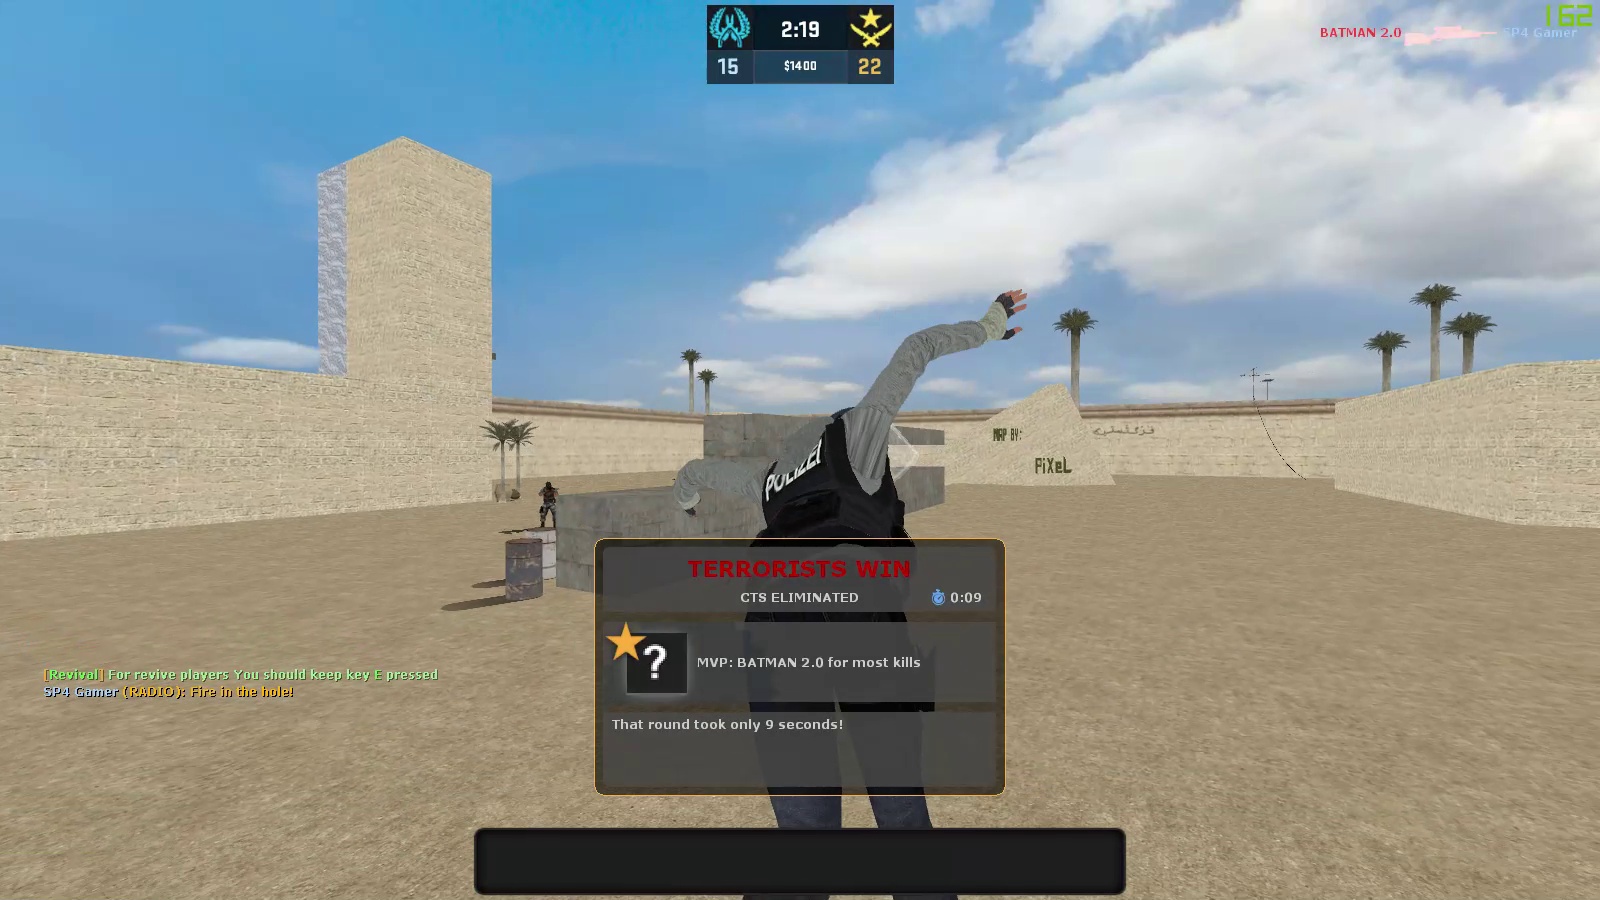 2:19
15
$1400
22
162
BATMAN 2.0
SP4 Gamer
MAP BY:
PiXeL
POLIZEI
TERRORISTS WIN
CTS ELIMINATED
0:09
?
MVP: BATMAN 2.0 for most kills
That round took only 9 seconds!
[Revival] For revive players You should keep key E pressed
SP4 Gamer (RADIO): Fire in the hole!